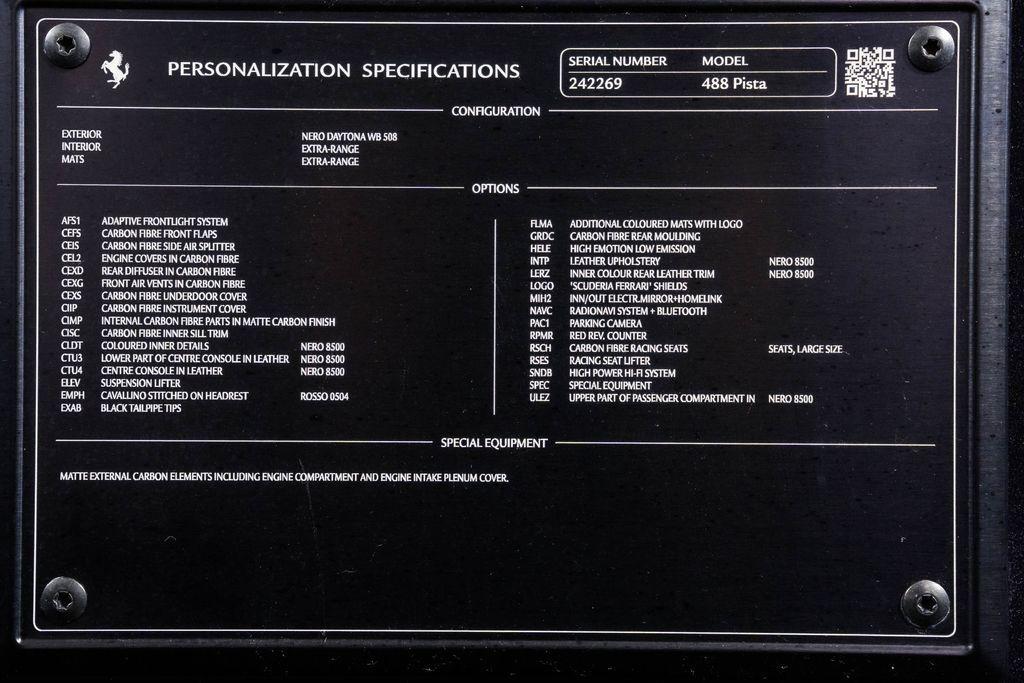 PERSONALIZATION SPECIFICATIONS
SERIAL NUMBER MODEL
242269 488 Pista
CONFIGURATION
EXTERIOR NERO DAYTONA WB 508
INTERIOR EXTRA-RANGE
MATS EXTRA-RANGE
OPTIONS
AFS1 ADAPTIVE FRONTLIGHT SYSTEM
CEFS CARBON FIBRE FRONT FLAPS
CEIS CARBON FIBRE SIDE AIR SPLITTER
CEL2 ENGINE COVERS IN CARBON FIBRE
CEXD REAR DIFFUSER IN CARBON FIBRE
CEXG FRONT AIR VENTS IN CARBON FIBRE
CEXS CARBON FIBRE UNDERDOOR COVER
CIIP CARBON FIBRE INSTRUMENT COVER
CIMP INTERNAL CARBON FIBRE PARTS IN MATTE CARBON FINISH
CISC CARBON FIBRE INNER SILL TRIM
CLDT COLOURED INNER DETAILS NERO 8500
CTU3 LOWER PART OF CENTRE CONSOLE IN LEATHER NERO 8500
CTU4 CENTRE CONSOLE IN LEATHER NERO 8500
ELEV SUSPENSION LIFTER
EMPH CAVALLINO STITCHED ON HEADREST ROSSO 0504
EXAB BLACK TAILPIPE TIPS
FLMA ADDITIONAL COLOURED MATS WITH LOGO
GRDC CARBON FIBRE REAR MOULDING
HELE HIGH EMOTION LOW EMISSION
INTP LEATHER UPHOLSTERY NERO 8500
LERZ INNER COLOUR REAR LEATHER TRIM NERO 8500
LOGO 'SCUDERIA FERRARI' SHIELDS
MIH2 INN/OUT ELECTR.MIRROR+HOMELINK
NAVC RADIONAVI SYSTEM + BLUETOOTH
PAC1 PARKING CAMERA
RPMR RED REV. COUNTER
RSCH CARBON FIBRE RACING SEATS SEATS, LARGE SIZE
RSES RACING SEAT LIFTER
SNDB HIGH POWER HI-FI SYSTEM
SPEC SPECIAL EQUIPMENT
ULEZ UPPER PART OF PASSENGER COMPARTMENT IN NERO 8500
SPECIAL EQUIPMENT
MATTE EXTERNAL CARBON ELEMENTS INCLUDING ENGINE COMPARTMENT AND ENGINE INTAKE PLENUM COVER.